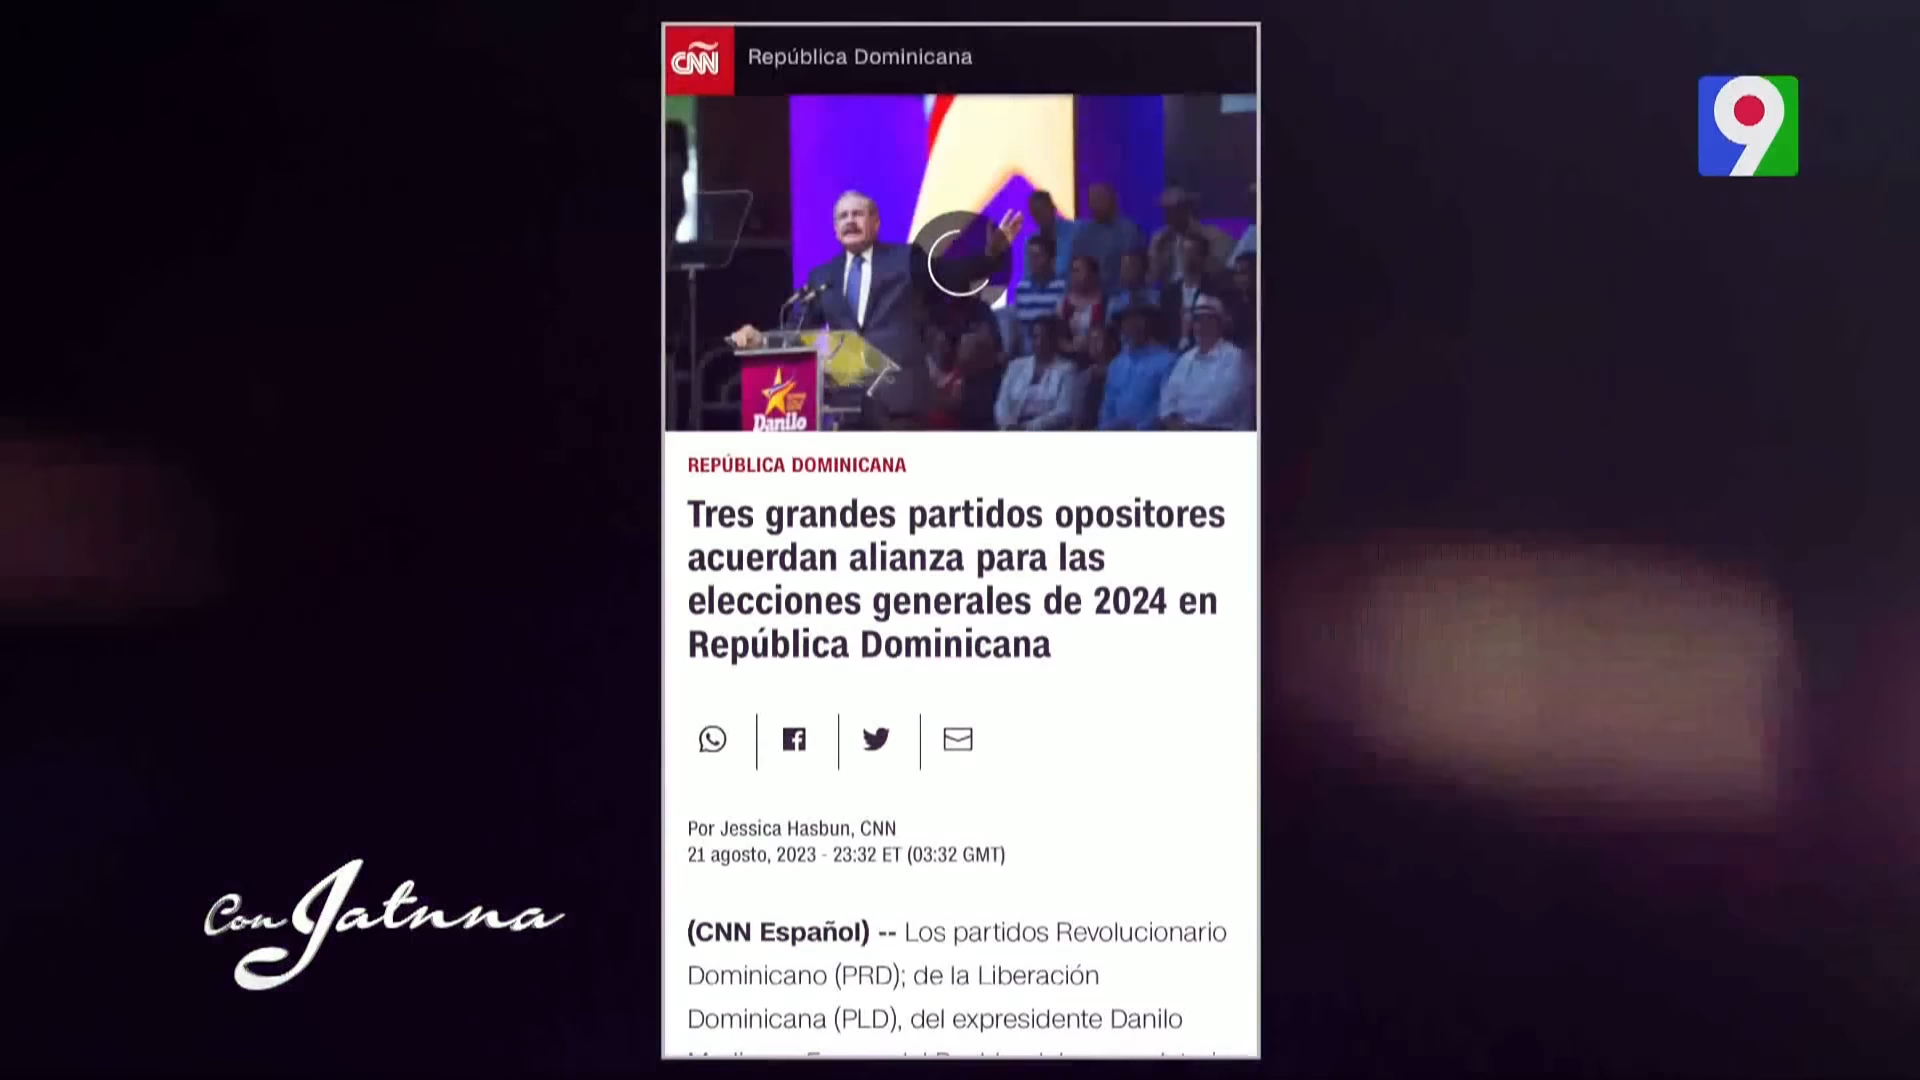 CNN
República Dominicana
9
Danilo
REPÚBLICA DOMINICANA
Tres grandes partidos opositores
acuerdan alianza para las
elecciones generales de 2024 en
República Dominicana
Por Jessica Hasbun, CNN
21 agosto, 2023 - 23:32 ET (03:32 GMT)
Con Jatnna
(CNN Español) -- Los partidos Revolucionario
Dominicano (PRD); de la Liberación
Dominicana (PLD), del expresidente Danilo